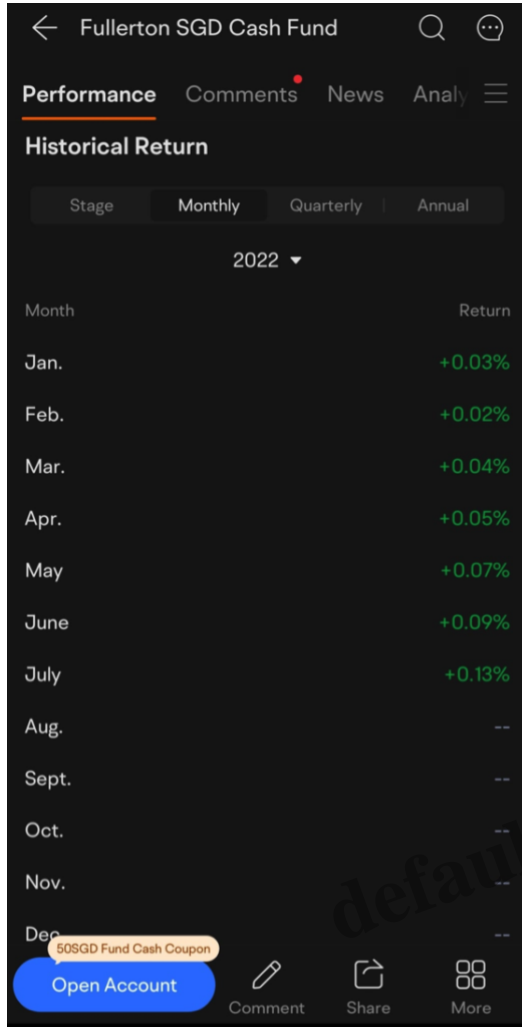 Fullerton SGD Cash Fund
Performance Comments News Analy
Historical Return
Stage Monthly Quarterly Annual
2022
Month Return
Jan. +0.03%
Feb. +0.02%
Mar. +0.04%
Apr. +0.05%
May +0.07%
June +0.09%
July +0.13%
Aug. --
Sept. --
Oct. --
Nov. --
Dec. --
50SGD Fund Cash Coupon
Open Account
Comment Share More
defaul